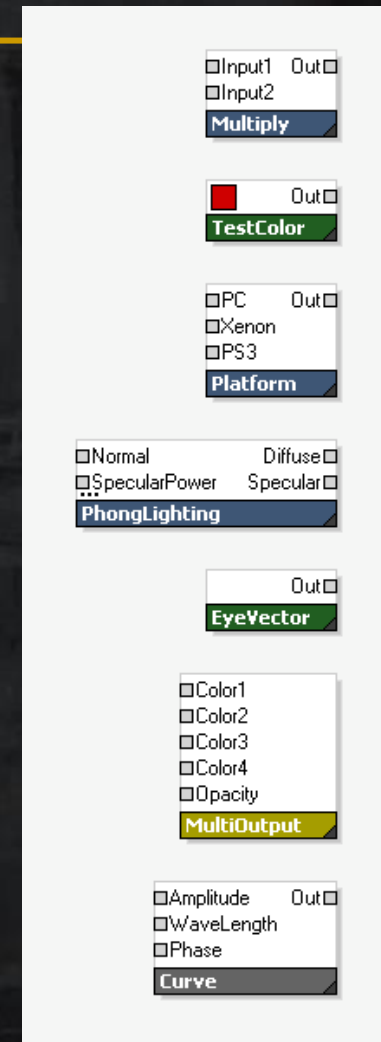 Input1 Out
Input2
Multiply
Out
TestColor
PC Out
Xenon
PS3
Platform
Normal Diffuse
SpecularPower Specular
PhongLighting
Out
EyeVector
Color1
Color2
Color3
Color4
Opacity
MultiOutput
Amplitude Out
WaveLength
Phase
Curve